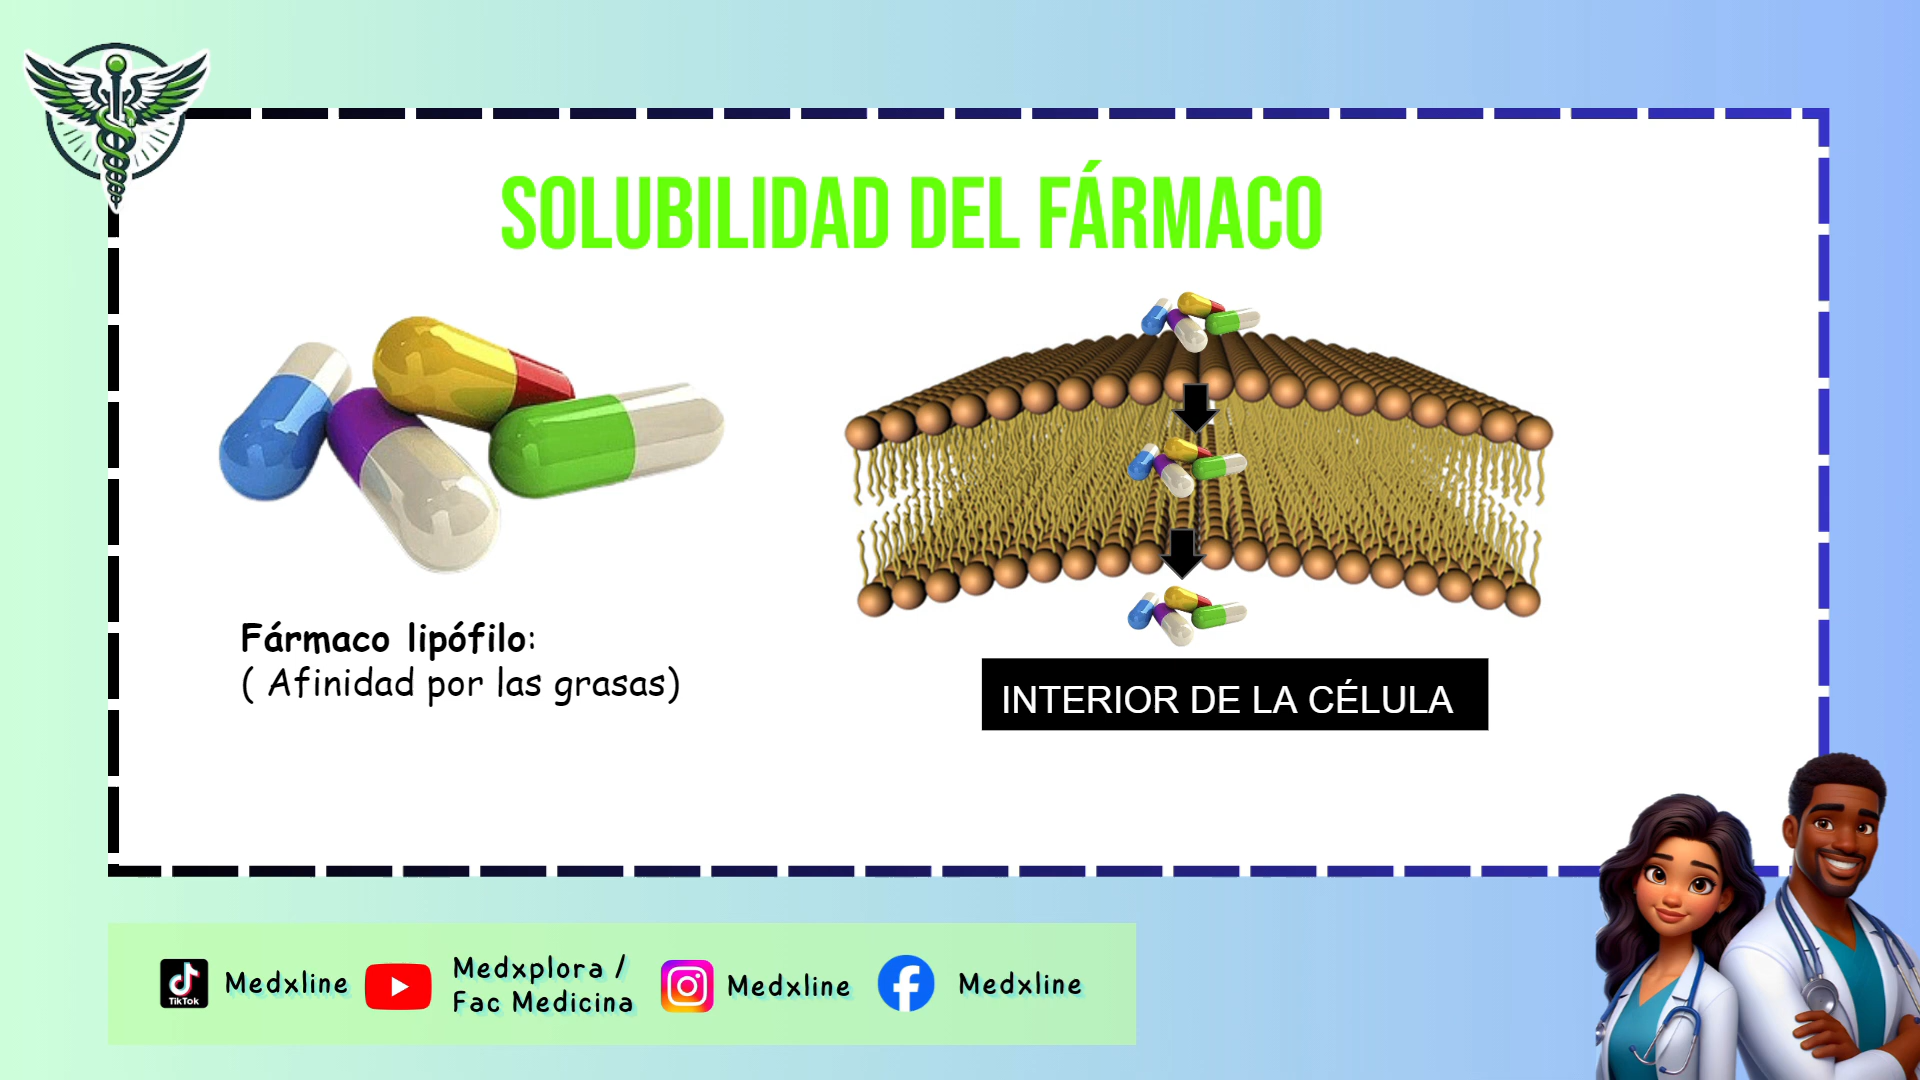 SOLUBILIDAD DEL FÁRMACO
Fármaco lipófilo:
( Afinidad por las grasas)
INTERIOR DE LA CÉLULA
TikTok
Medxline
Medxplora /
Fac Medicina
Medxline
Medxline